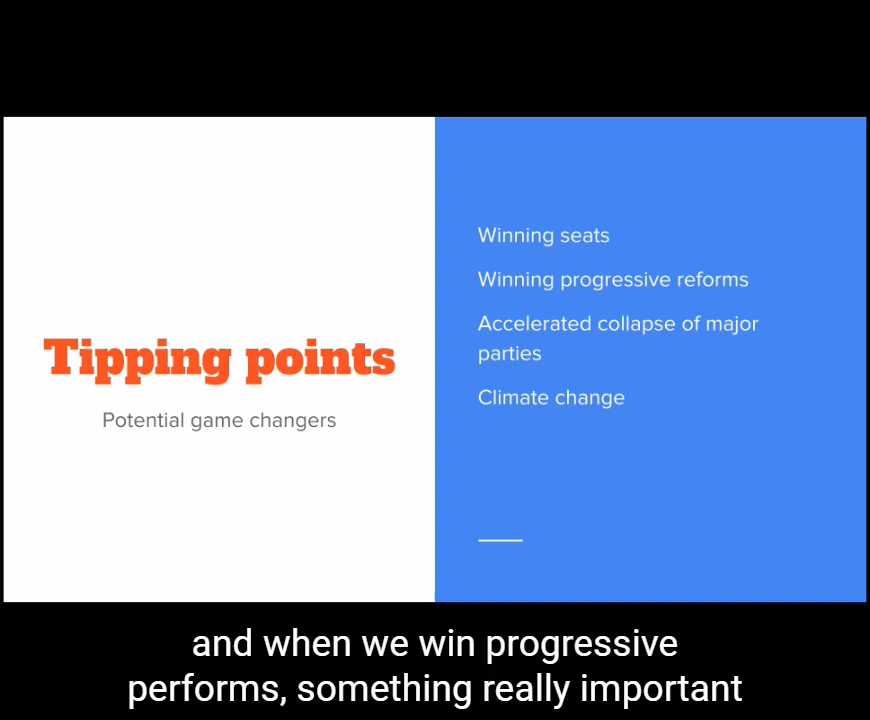 Tipping points
Potential game changers
Winning seats
Winning progressive reforms
Accelerated collapse of major
parties
Climate change
and when we win progressive
performs, something really important